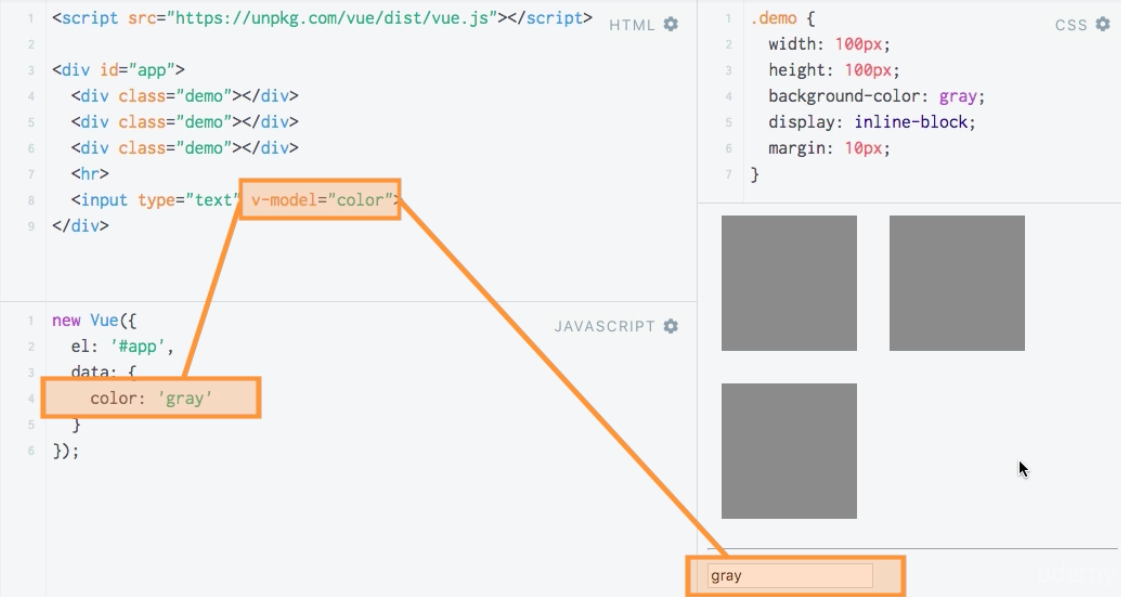 1 <script src="https://unpkg.com/vue/dist/vue.js"></script>
HTML
2
3 <div id="app">
4 <div class="demo"></div>
5 <div class="demo"></div>
6 <div class="demo"></div>
7 <hr>
8 <input type="text" v-model="color">
9 </div>
1 new Vue({
JAVASCRIPT
2 el: '#app',
3 data: {
4 color: 'gray'
5 }
6 });
1 .demo {
CSS
2 width: 100px;
3 height: 100px;
4 background-color: gray;
5 display: inline-block;
6 margin: 10px;
7 }
gray
udemy